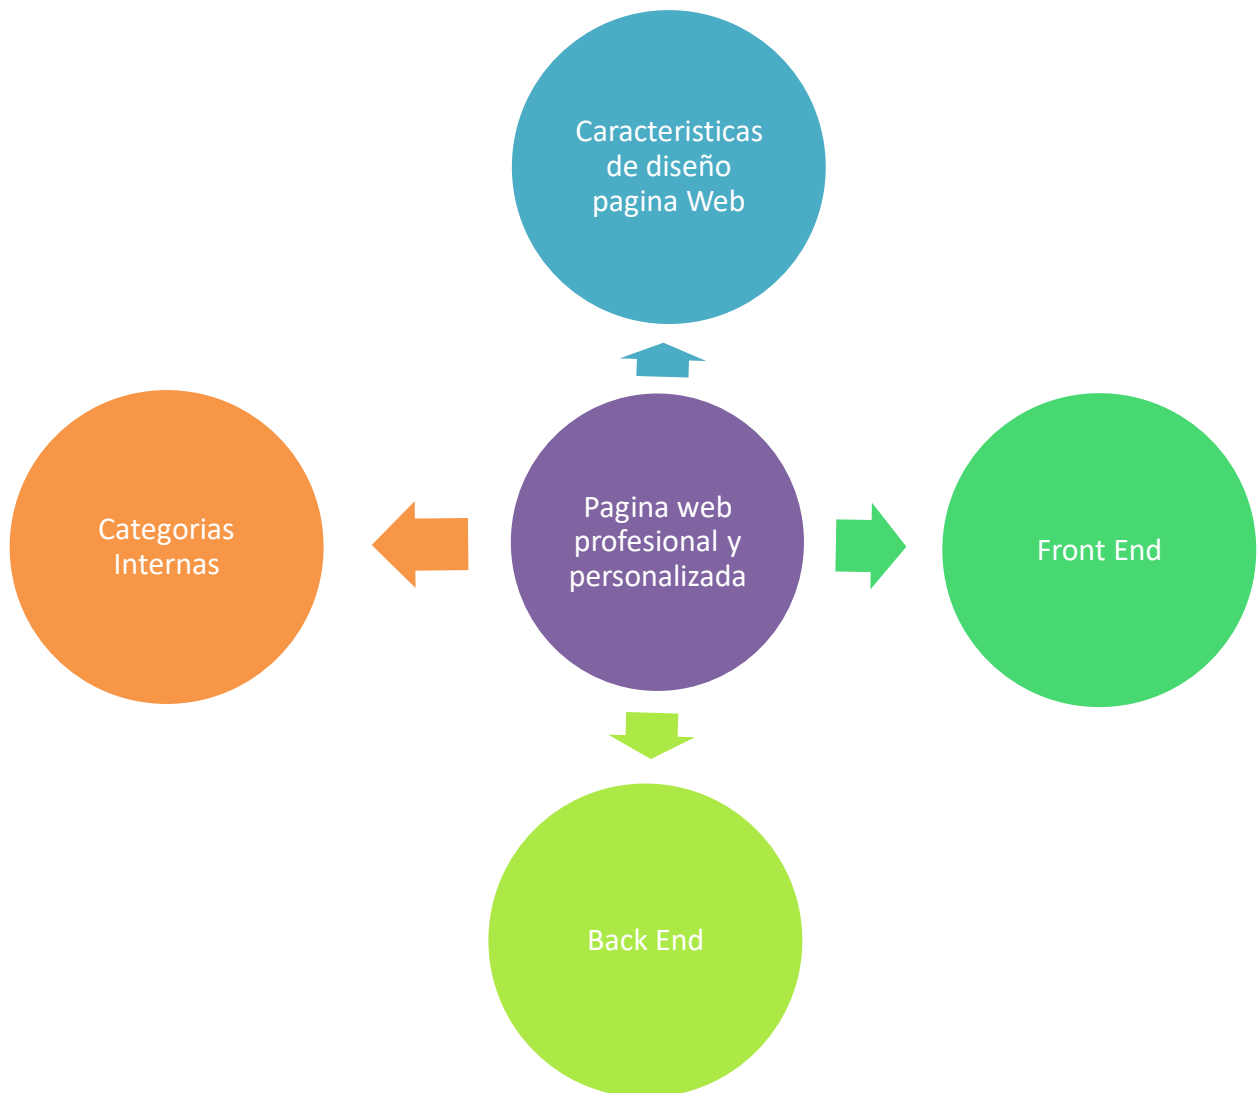 Caracteristicas
de diseño
pagina Web
Categorias
Internas
Pagina web
profesional y
personalizada
Front End
Back End